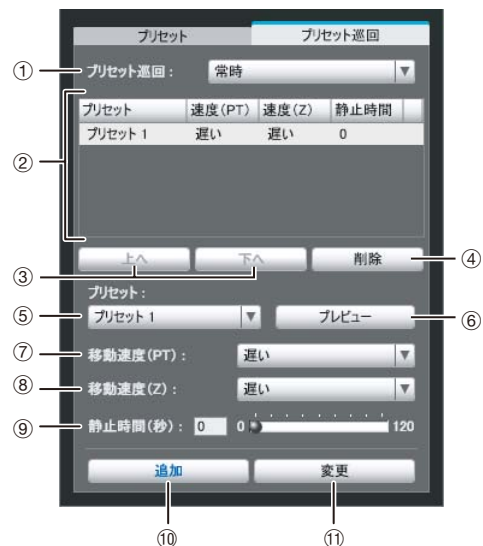 プリセット プリセット巡回
① プリセット巡回： 常時
②
プリセット 速度(PT) 速度(Z) 静止時間
プリセット 1 遅い 遅い 0
③ 上へ 下へ 削除 ④
プリセット：
⑤ プリセット 1 プレビュー ⑥
⑦ 移動速度(PT)： 遅い
⑧ 移動速度(Z)： 遅い
⑨ 静止時間(秒)： 0 0 120
追加 変更
⑩ ⑪